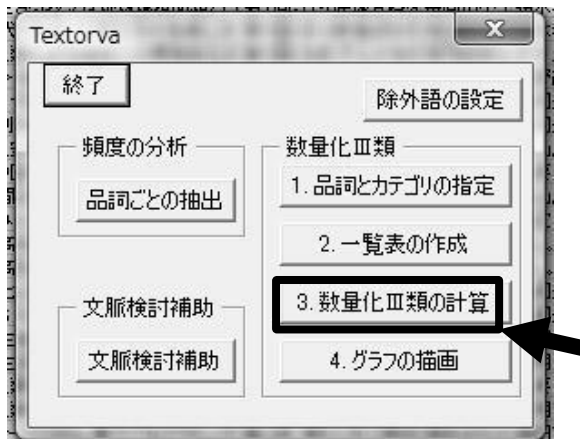 Textorva
終了
除外語の設定
頻度の分析
品詞ごとの抽出
数量化Ⅲ類
1. 品詞とカテゴリの指定
2. 一覧表の作成
3. 数量化Ⅲ類の計算
4. グラフの描画
文脈検討補助
文脈検討補助